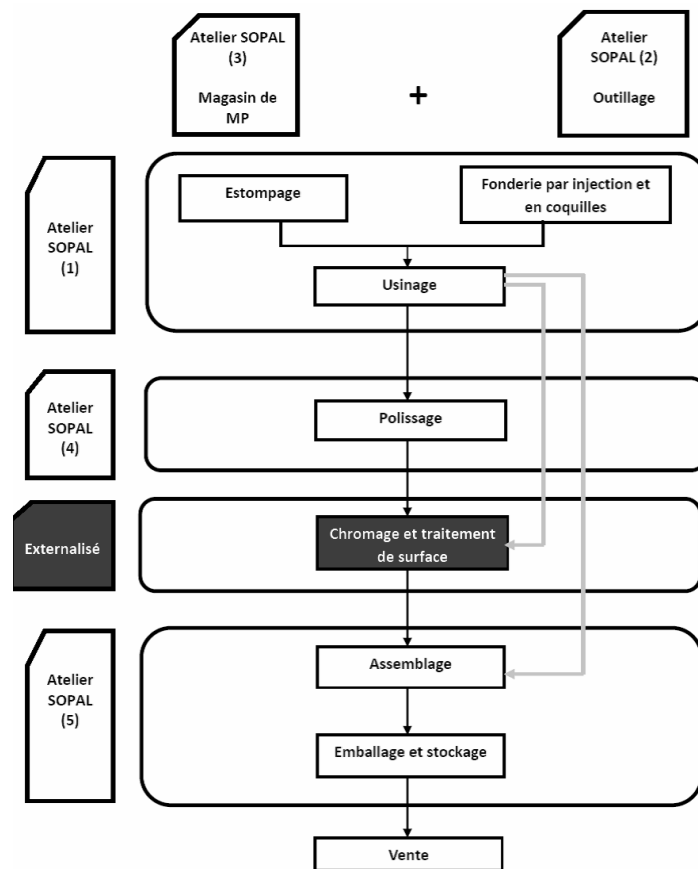 Atelier SOPAL
(3)
Magasin de
MP
+
Atelier
SOPAL (2)
Outillage
Atelier
SOPAL
(1)
Estompage
Fonderie par injection et
en coquilles
Usinage
Atelier
SOPAL
(4)
Polissage
Externalisé
Chromage et traitement
de surface
Atelier
SOPAL
(5)
Assemblage
Emballage et stockage
Vente